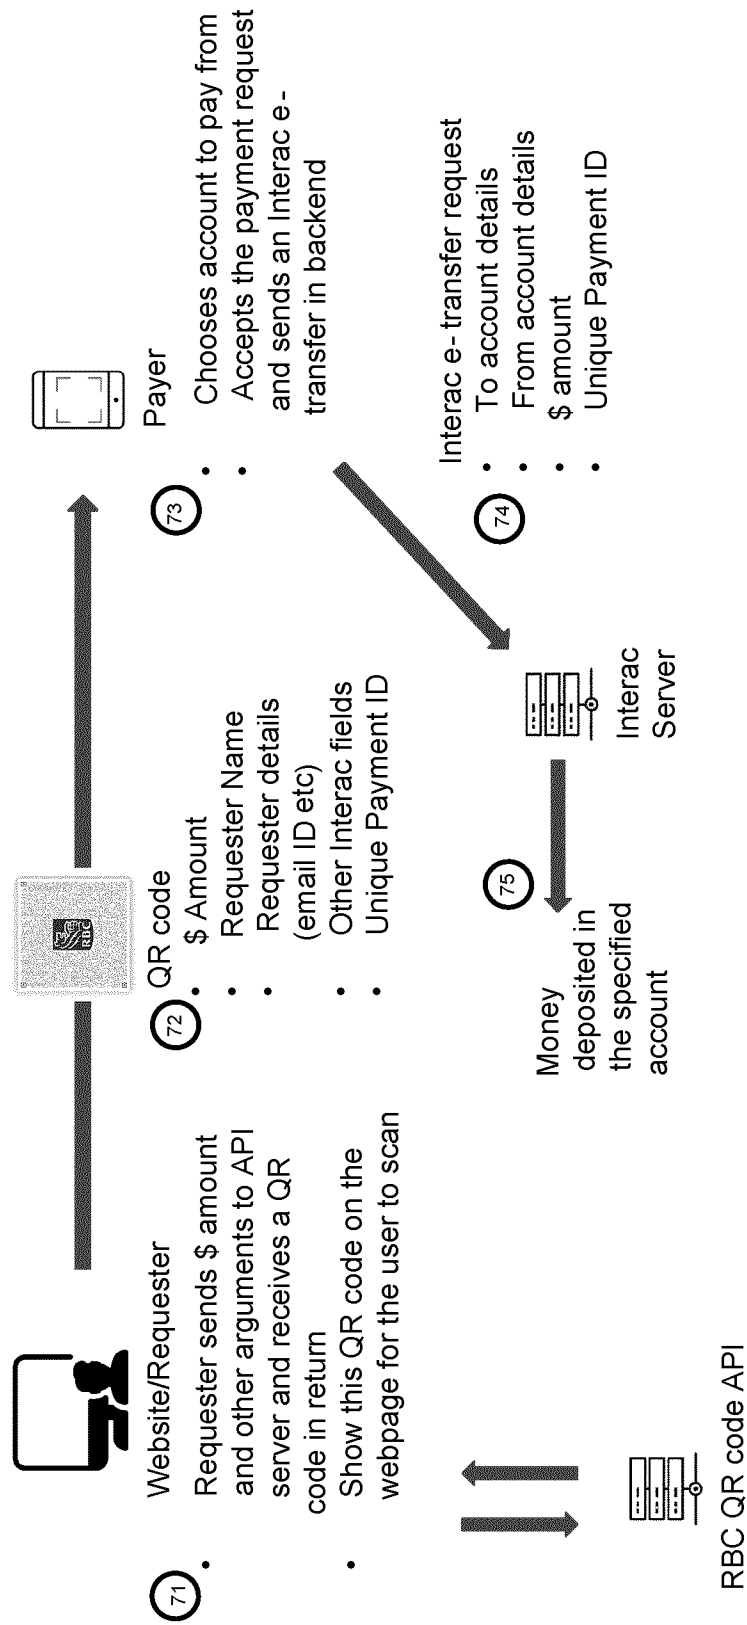 71
Website/Requester
• Requester sends $ amount
and other arguments to API
server and receives a QR
code in return
• Show this QR code on the
webpage for the user to scan
RBC QR code API
RBC
72
QR code
• $ Amount
• Requester Name
• Requester details
(email ID etc)
• Other Interac fields
• Unique Payment ID
73
Payer
• Chooses account to pay from
• Accepts the payment request
and sends an Interac e-
transfer in backend
74
Interac e-transfer request
• To account details
• From account details
• $ amount
• Unique Payment ID
Interac
Server
75
Money
deposited in
the specified
account